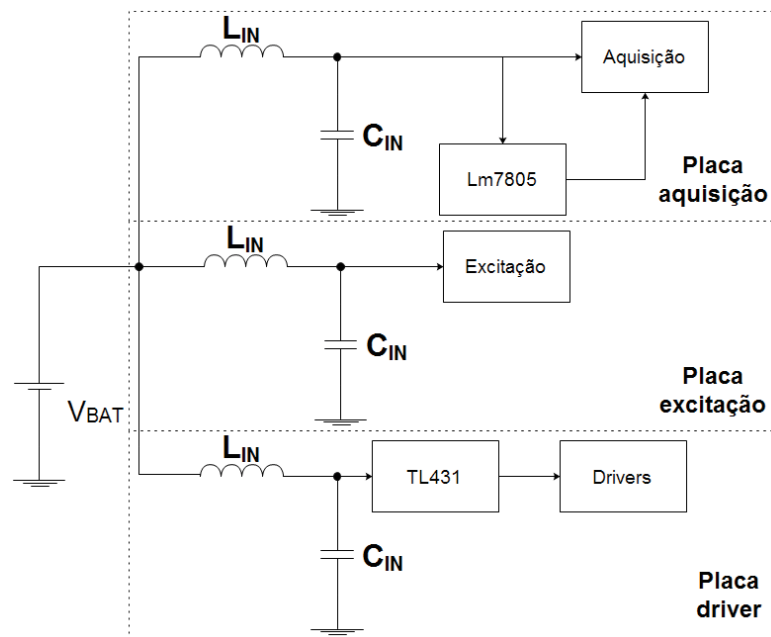 LIN
Aquisição
CIN
Lm7805
Placa
aquisição
LIN
Excitação
CIN
VBAT
Placa
excitação
LIN
TL431
Drivers
CIN
Placa
driver